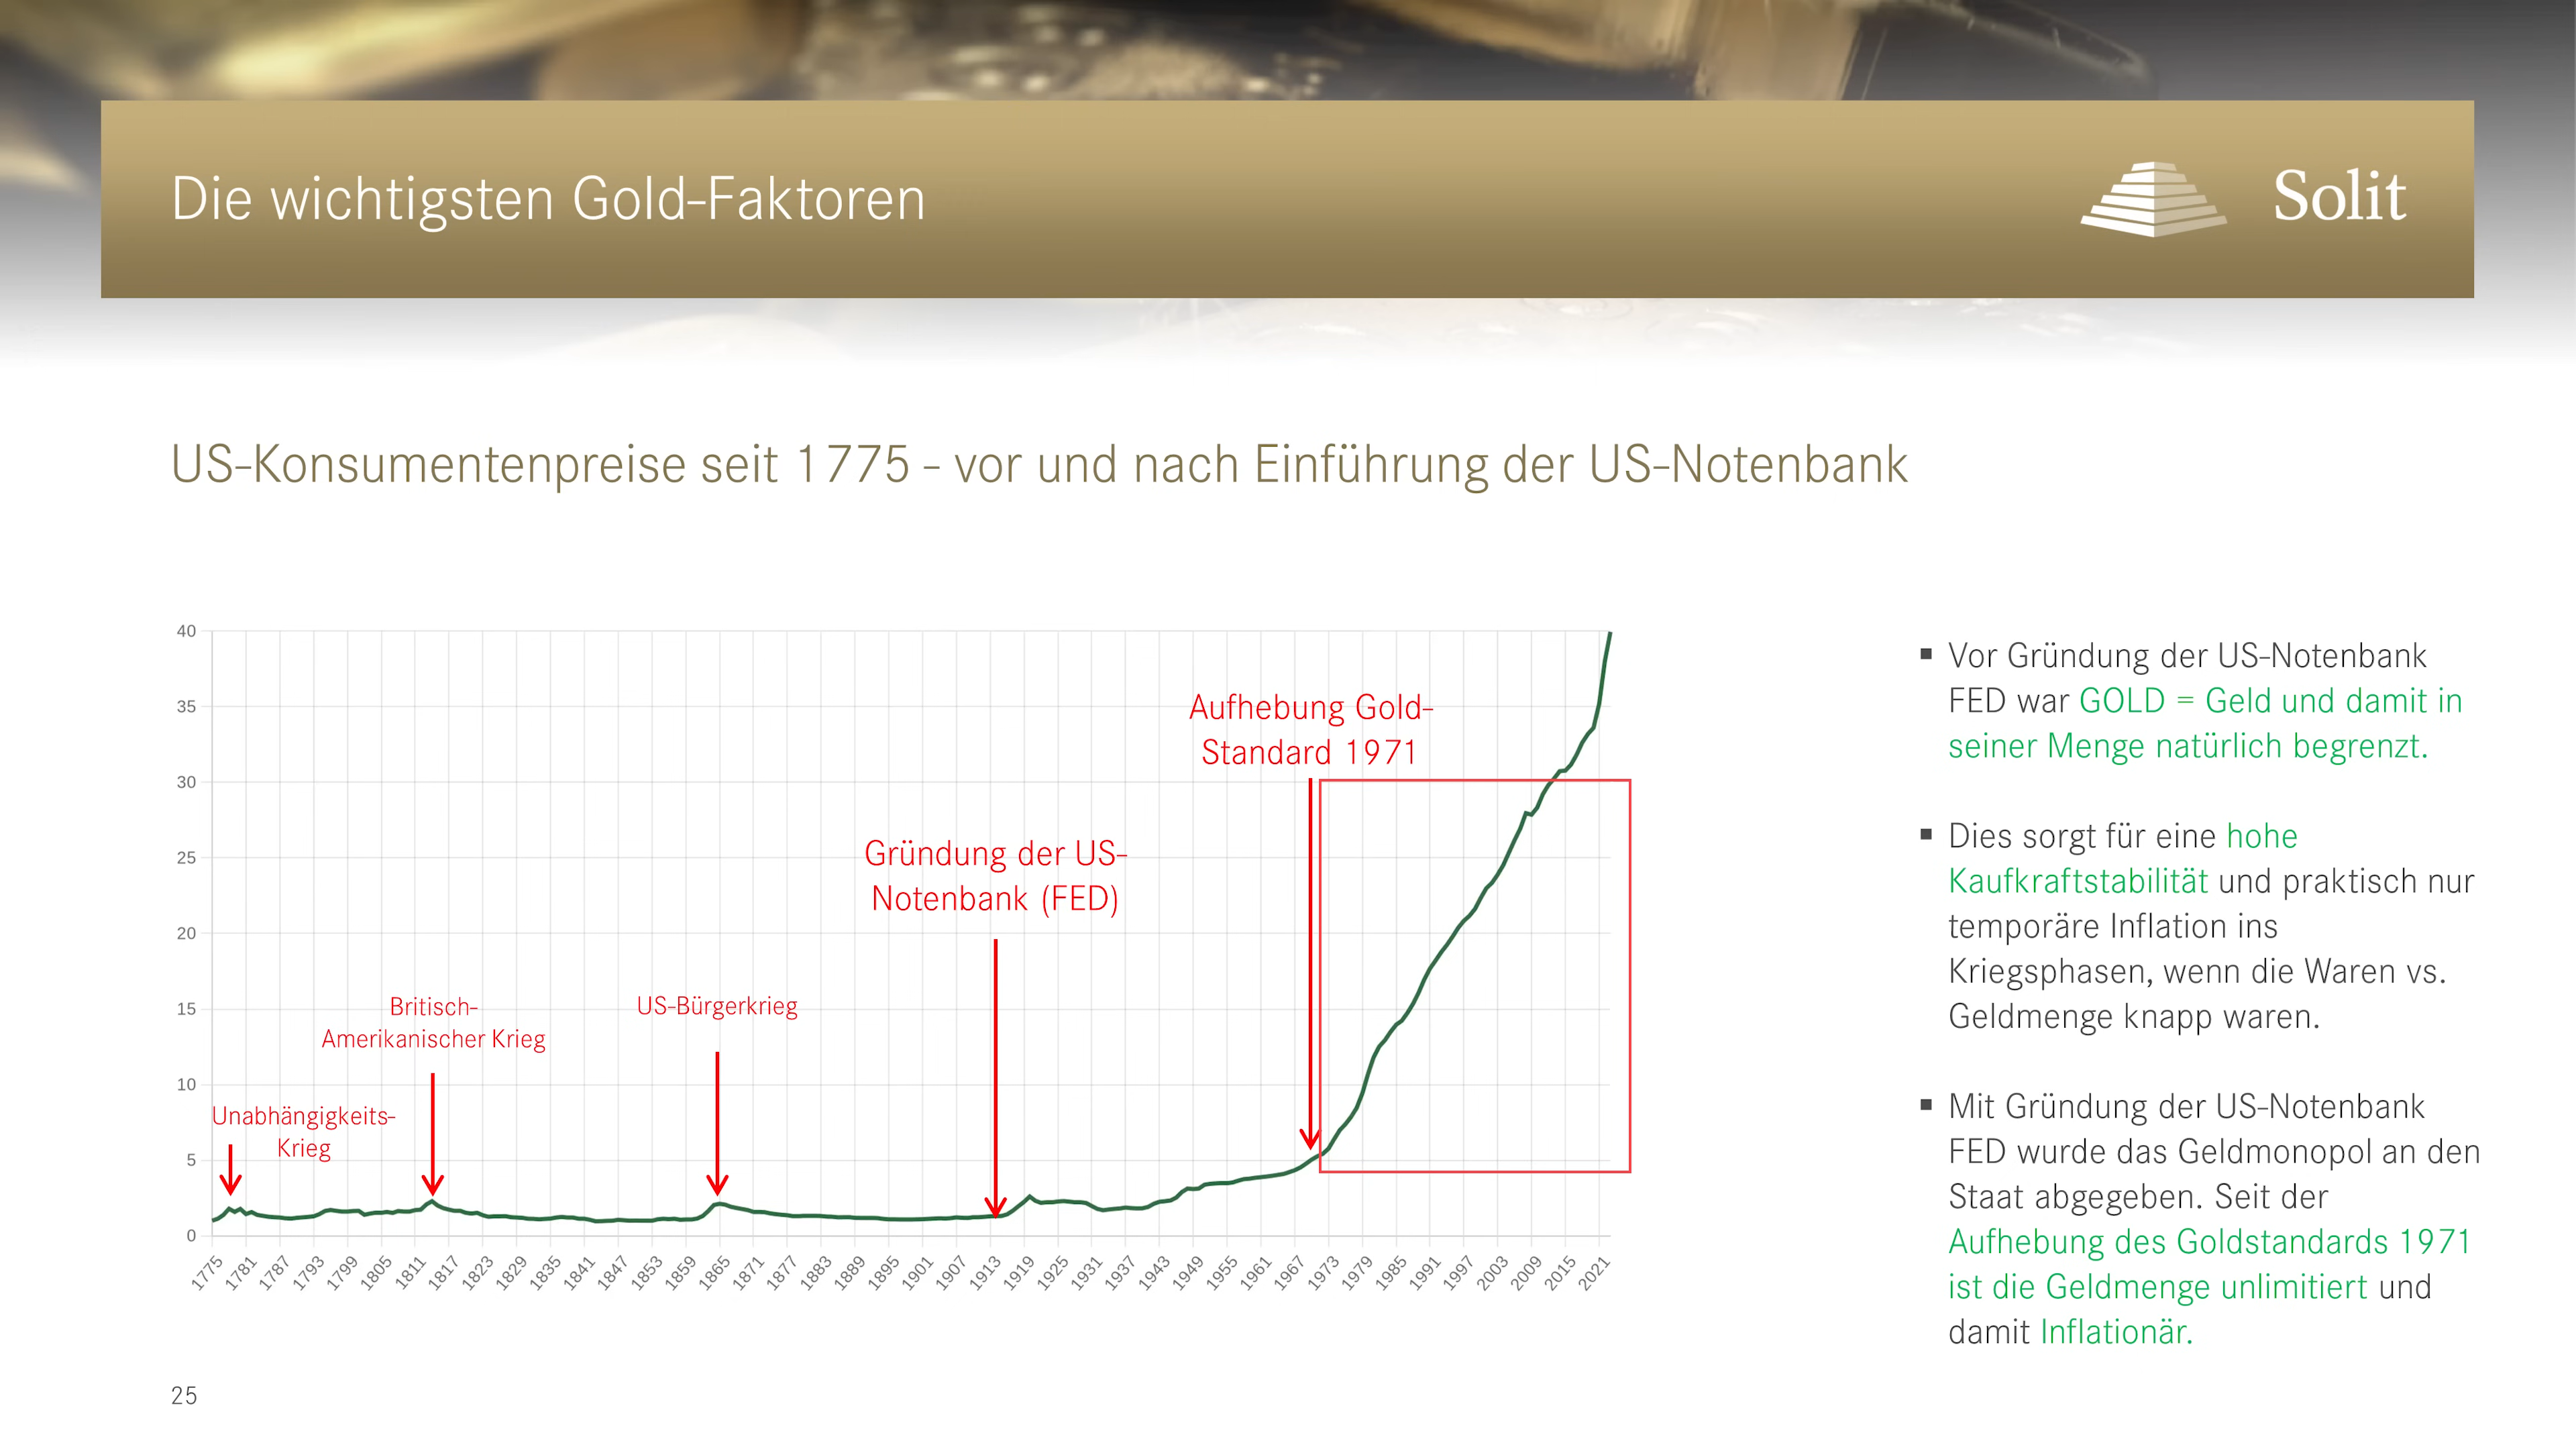 Die wichtigsten Gold-Faktoren
Solit
US-Konsumentenpreise seit 1775 - vor und nach Einführung der US-Notenbank
40
35
30
25
20
15
10
5
0
Unabhängigkeits-
Krieg
Britisch-
Amerikanischer Krieg
US-Bürgerkrieg
Gründung der US-
Notenbank (FED)
Aufhebung Gold-
Standard 1971
1775
1781
1787
1793
1799
1805
1811
1817
1823
1829
1835
1841
1847
1853
1859
1865
1871
1877
1883
1889
1895
1901
1907
1913
1919
1925
1931
1937
1943
1949
1955
1961
1967
1973
1979
1985
1991
1997
2003
2009
2015
2021
▪ Vor Gründung der US-Notenbank
FED war GOLD = Geld und damit in
seiner Menge natürlich begrenzt.
▪ Dies sorgt für eine hohe
Kaufkraftstabilität und praktisch nur
temporäre Inflation ins
Kriegsphasen, wenn die Waren vs.
Geldmenge knapp waren.
▪ Mit Gründung der US-Notenbank
FED wurde das Geldmonopol an den
Staat abgegeben. Seit der
Aufhebung des Goldstandards 1971
ist die Geldmenge unlimitiert und
damit Inflationär.
25